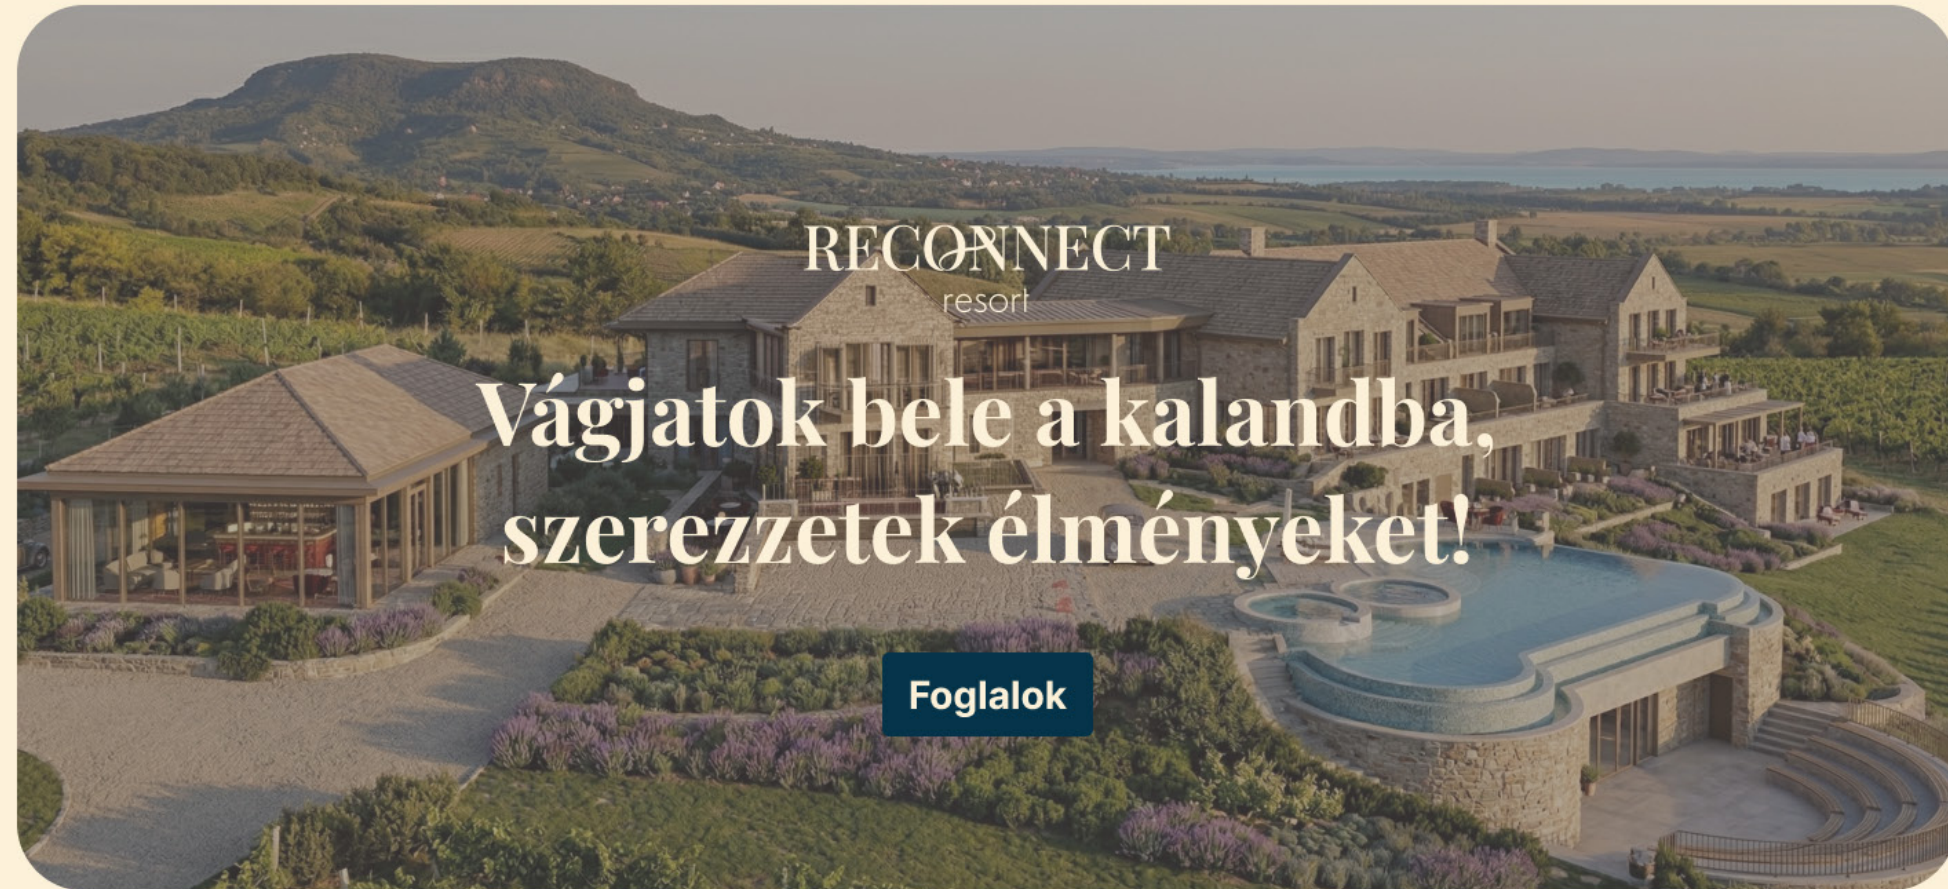 RECONNECT
resort
Vágjatok bele a kalandba,
szerezzetek élményeket!
Foglalok